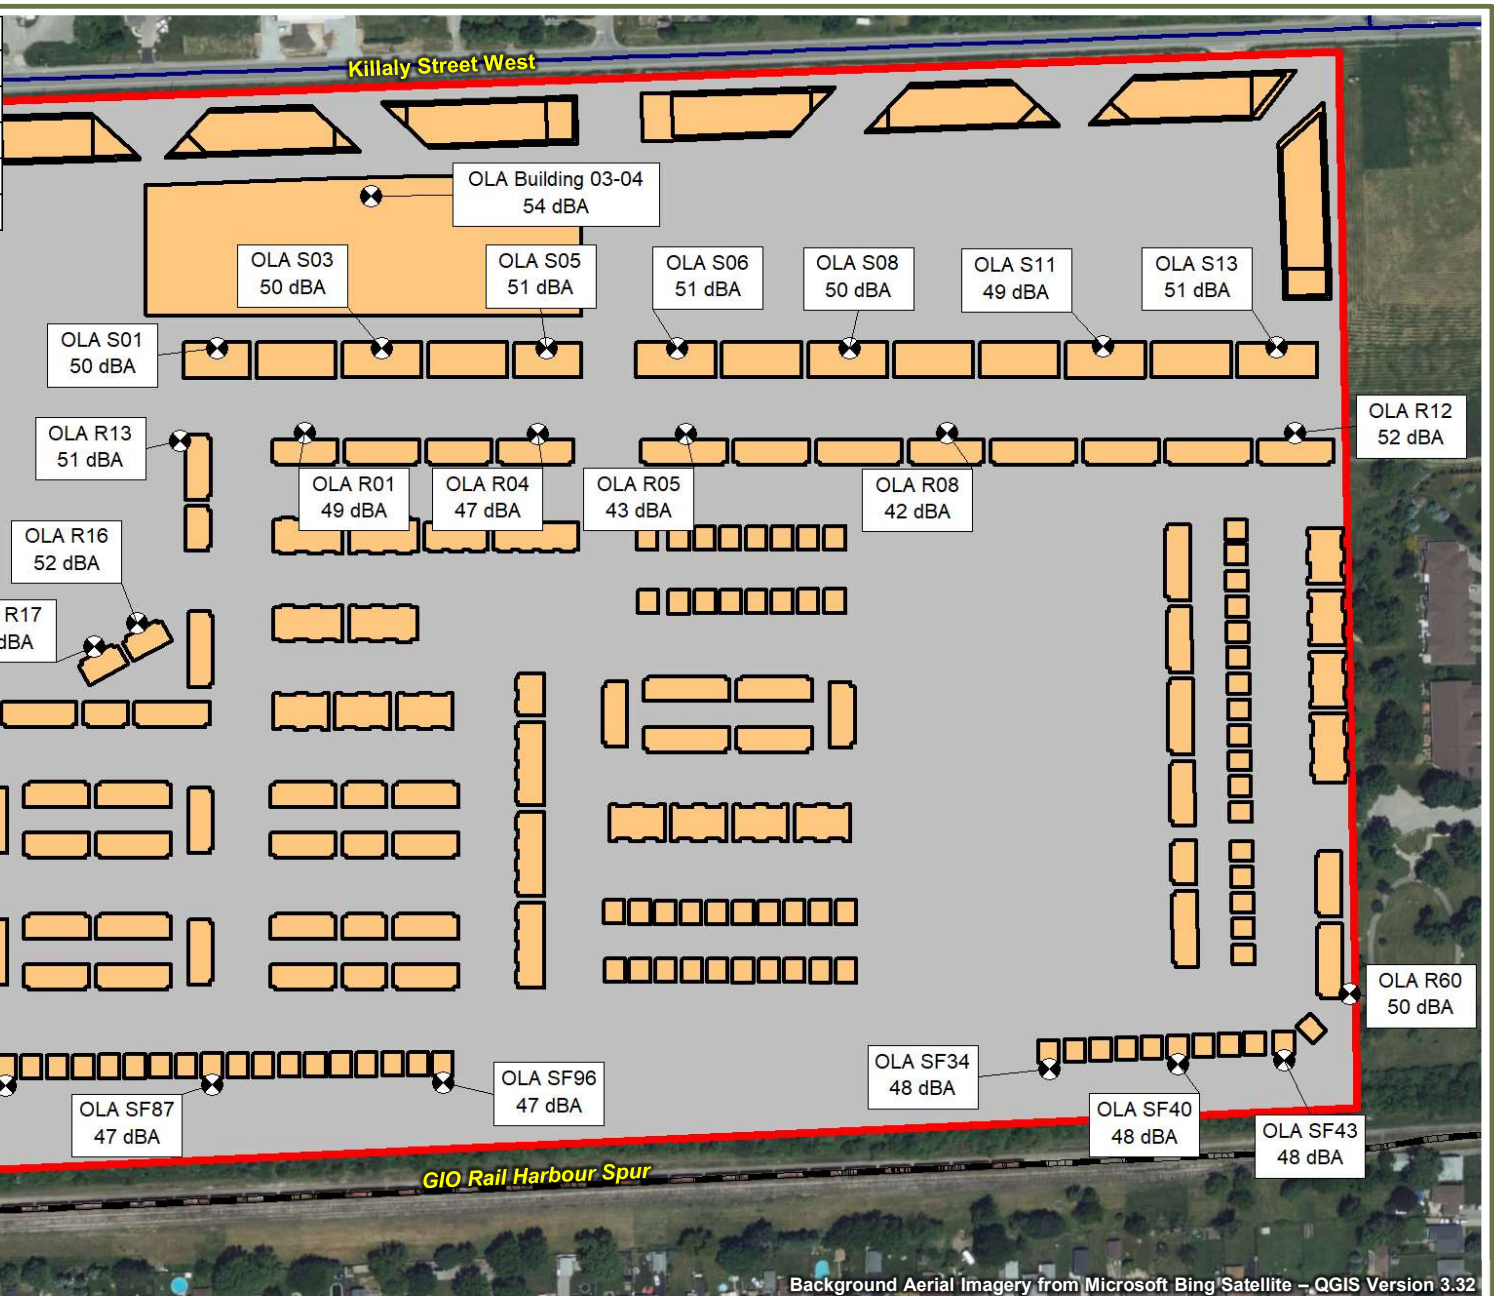 Killaly Street West
OLA Building 03-04
54 dBA
OLA S03
50 dBA
OLA S05
51 dBA
OLA S06
51 dBA
OLA S08
50 dBA
OLA S11
49 dBA
OLA S13
51 dBA
OLA S01
50 dBA
OLA R13
51 dBA
OLA R12
52 dBA
OLA R01
49 dBA
OLA R04
47 dBA
OLA R05
43 dBA
OLA R08
42 dBA
OLA R16
52 dBA
R17
dBA
OLA R60
50 dBA
OLA SF34
48 dBA
OLA SF96
47 dBA
OLA SF87
47 dBA
OLA SF40
48 dBA
OLA SF43
48 dBA
GIO Rail Harbour Spur
Background Aerial Imagery from Microsoft Bing Satellite – QGIS Version 3.32